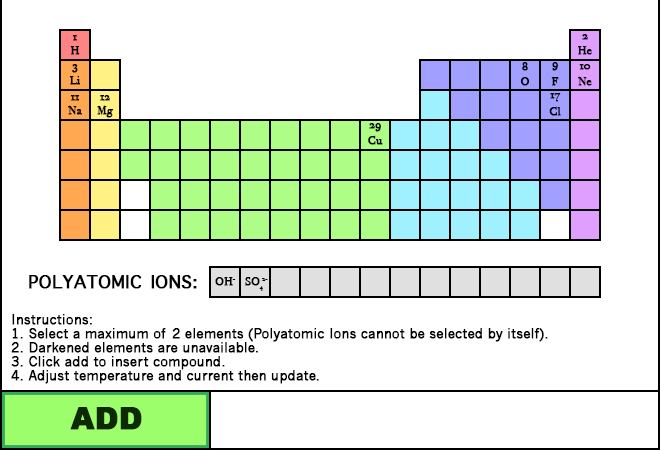 1 2
H He
3 8 9 10
Li O F Ne
11 12 17
Na Mg Cl
29
Cu
POLYATOMIC IONS: OH⁻ SO₄²⁻
Instructions:
1. Select a maximum of 2 elements (Polyatomic Ions cannot be selected by itself).
2. Darkened elements are unavailable.
3. Click add to insert compound.
4. Adjust temperature and current then update.
ADD